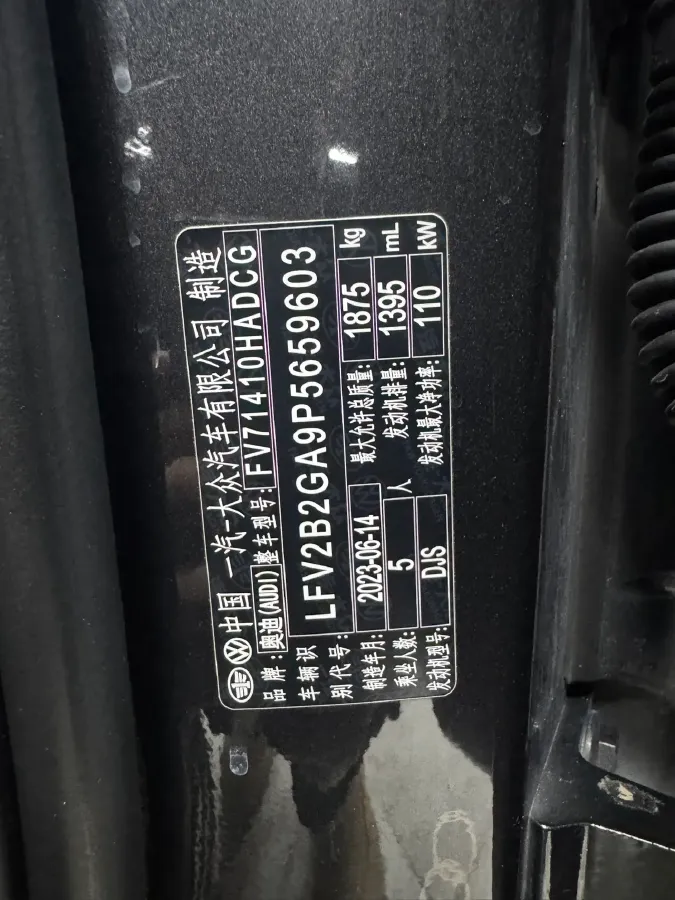 中国 一汽-大众汽车有限公司 制造
品牌:奥迪(AUDI) 整车型号:FV71410HADCG
车辆识别代号:LFV2B2GA9P5659603
制造年月:2023-06-14 最大允许总质量:1875 kg
乘坐人数:5 人 发动机排量:1395 mL
发动机型号:DJS 发动机最大净功率:110 kW